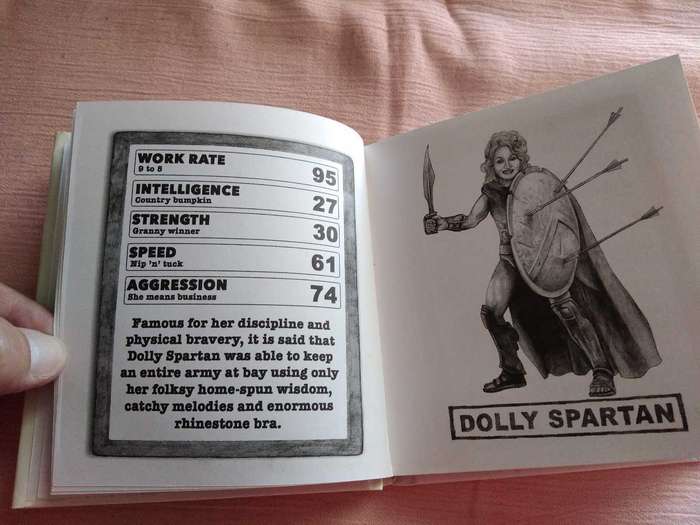 WORK RATE
9 to 5
95
INTELLIGENCE
Country bumpkin
27
STRENGTH
Granny winner
30
SPEED
Nip 'n' tuck
61
AGGRESSION
She means business
74
Famous for her discipline and
physical bravery, it is said that
Dolly Spartan was able to keep
an entire army at bay using only
her folksy home-spun wisdom,
catchy melodies and enormous
rhinestone bra.
DOLLY SPARTAN